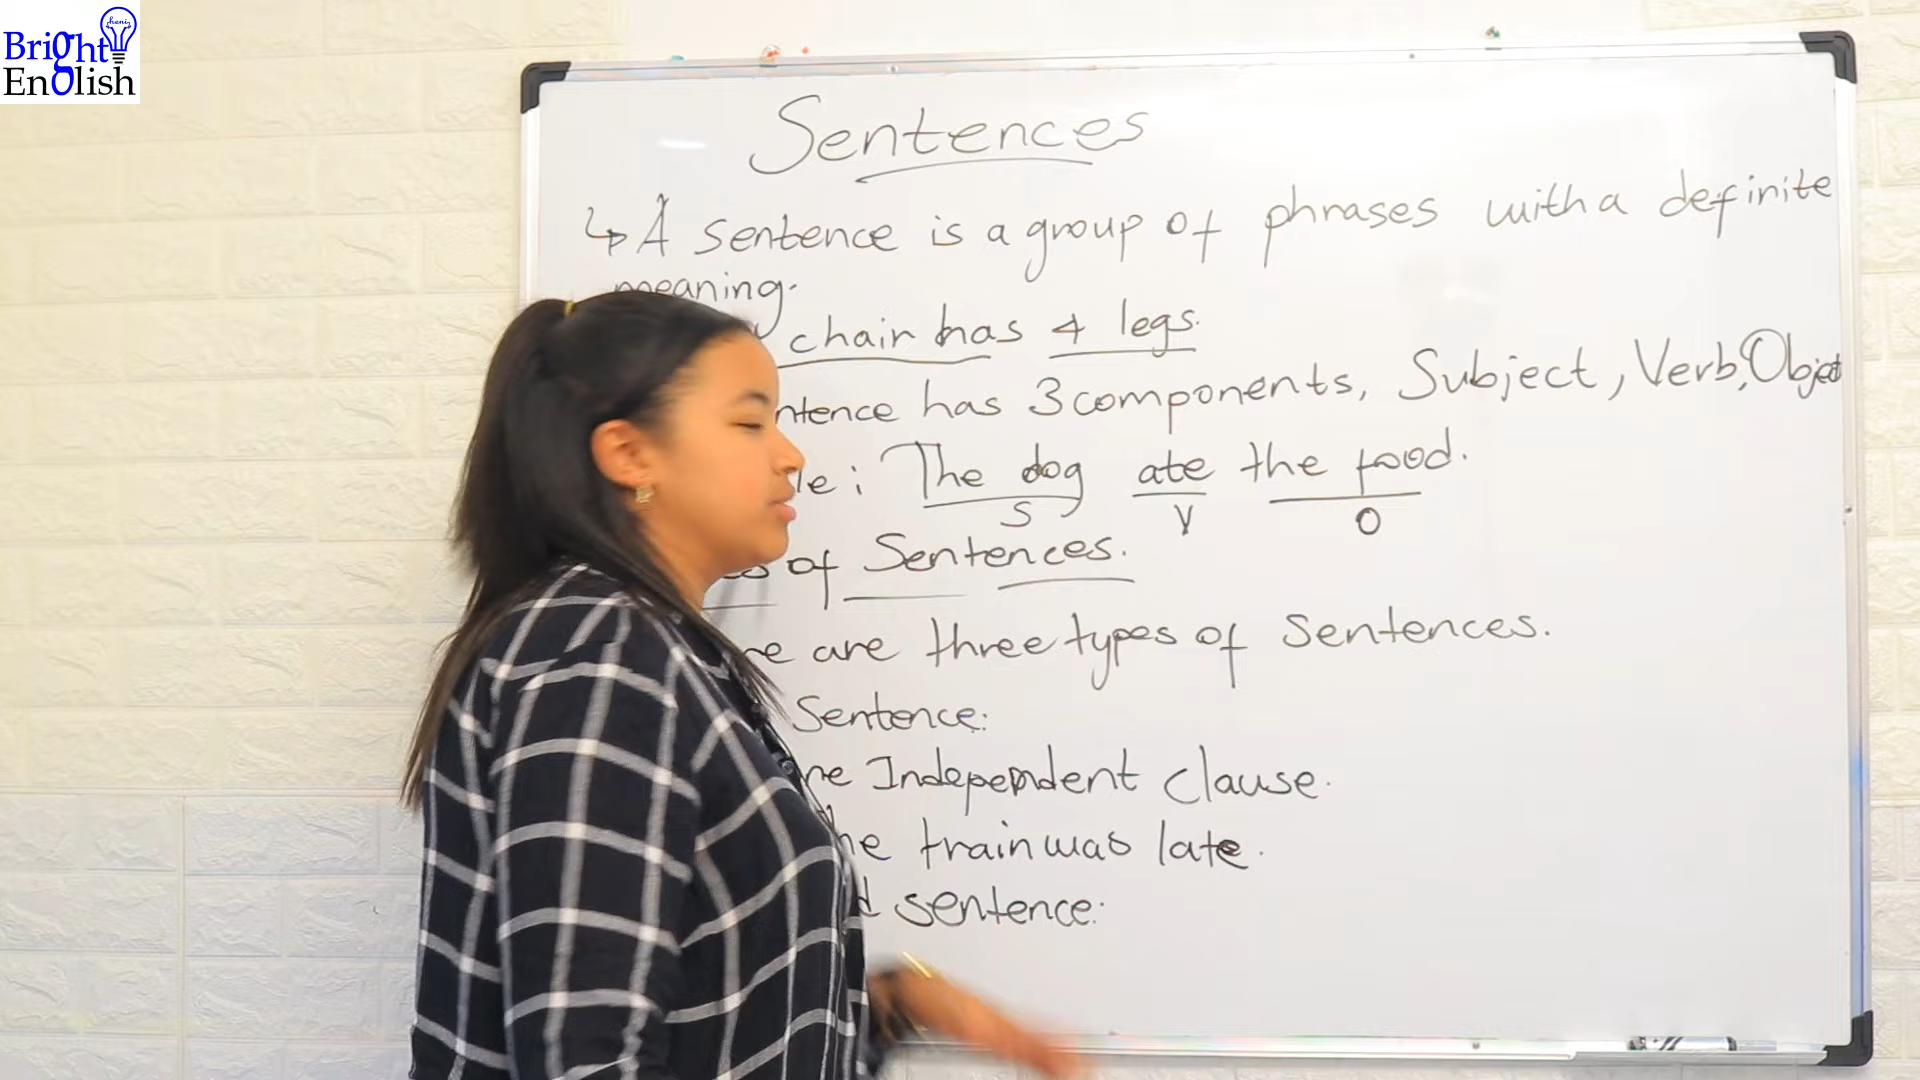 Bright
English
Sentences
↳ A sentence is a group of phrases with a definite
meaning.
chair has 4 legs.
ntence has 3 components, Subject, Verb, Object
le: The dog ate the food.
S V O
of Sentences.
re are three types of Sentences.
Sentence:
ne Independent clause.
he train was late.
d sentence: